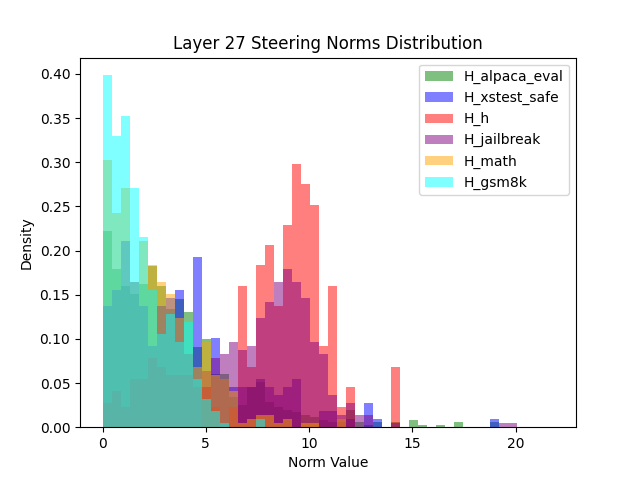 Layer 27 Steering Norms Distribution
H_alpaca_eval
H_xstest_safe
H_h
H_jailbreak
H_math
H_gsm8k
0.40
0.35
0.30
0.25
0.20
0.15
0.10
0.05
0.00
Density
0
5
10
15
20
Norm Value